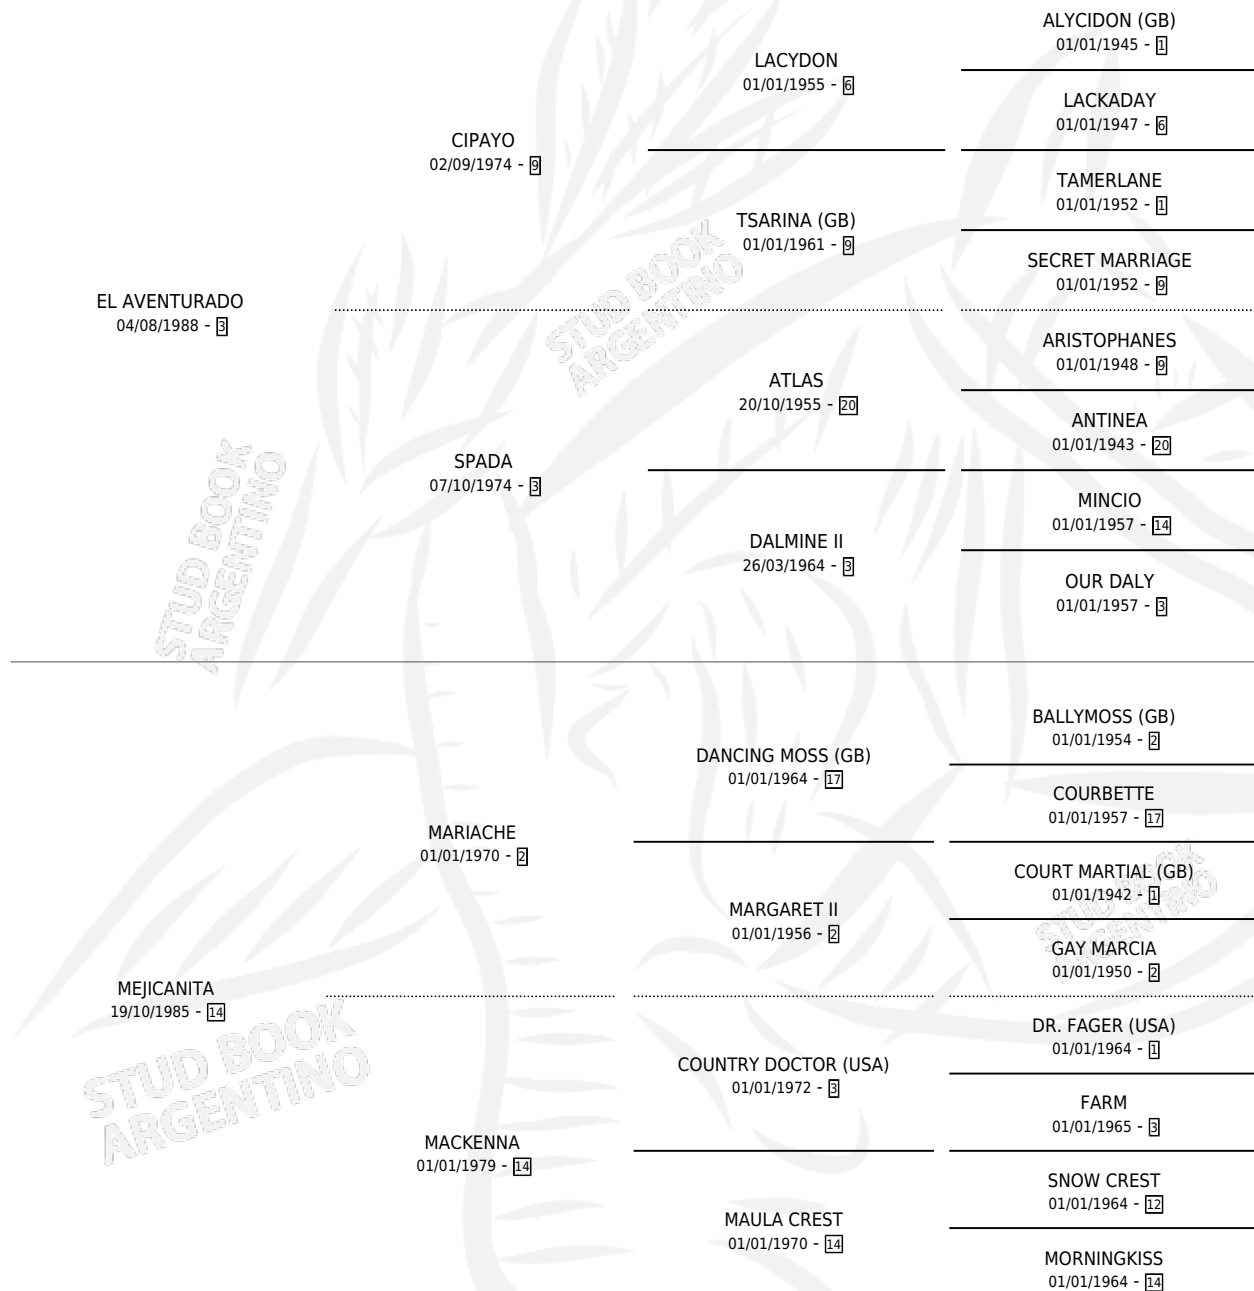 ALYCIDON (GB)
01/01/1945 - 1
LACYDON
01/01/1955 - 6
LACKADAY
01/01/1947 - 6
CIPAYO
02/09/1974 - 9
TAMERLANE
01/01/1952 - 1
TSARINA (GB)
01/01/1961 - 9
SECRET MARRIAGE
01/01/1952 - 9
EL AVENTURADO
04/08/1988 - 3
ARISTOPHANES
01/01/1948 - 9
ATLAS
20/10/1955 - 20
ANTINEA
01/01/1943 - 20
SPADA
07/10/1974 - 3
MINCIO
01/01/1957 - 14
DALMINE II
26/03/1964 - 3
OUR DALY
01/01/1957 - 3
BALLYMOSS (GB)
01/01/1954 - 2
DANCING MOSS (GB)
01/01/1964 - 17
COURBETTE
01/01/1957 - 17
MARIACHE
01/01/1970 - 2
COURT MARTIAL (GB)
01/01/1942 - 1
MARGARET II
01/01/1956 - 2
GAY MARCIA
01/01/1950 - 2
MEJICANITA
19/10/1985 - 14
DR. FAGER (USA)
01/01/1964 - 1
COUNTRY DOCTOR (USA)
01/01/1972 - 3
FARM
01/01/1965 - 3
MACKENNA
01/01/1979 - 14
SNOW CREST
01/01/1964 - 12
MAULA CREST
01/01/1970 - 14
MORNINGKISS
01/01/1964 - 14
STUD BOOK
ARGENTINO
STUD BOOK
ARGENTINO
STUD BOOK
ARGENTINO
STUD BOOK
ARGENTINO